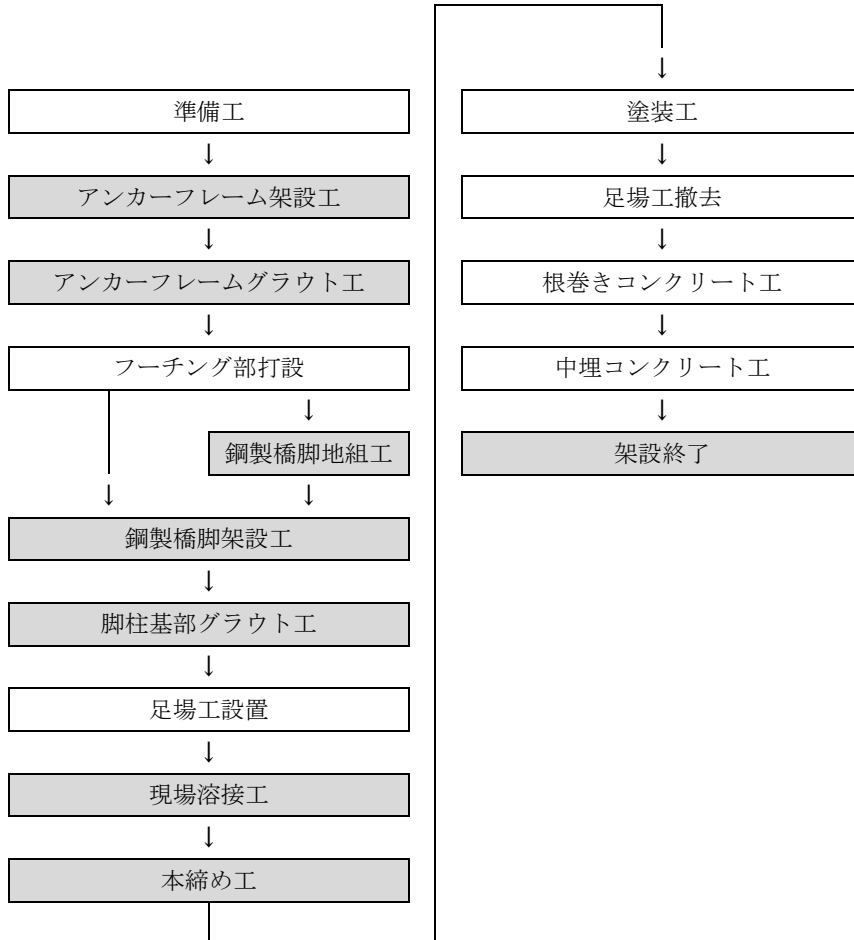 準備工
↓
アンカーフレーム架設工
↓
アンカーフレームグラウト工
↓
フーチング部打設
↓
鋼製橋脚地組工
↓ ↓
鋼製橋脚架設工
↓
脚柱基部グラウト工
↓
足場工設置
↓
現場溶接工
↓
本締め工
↓
塗装工
↓
足場工撤去
↓
根巻きコンクリート工
↓
中埋コンクリート工
↓
架設終了